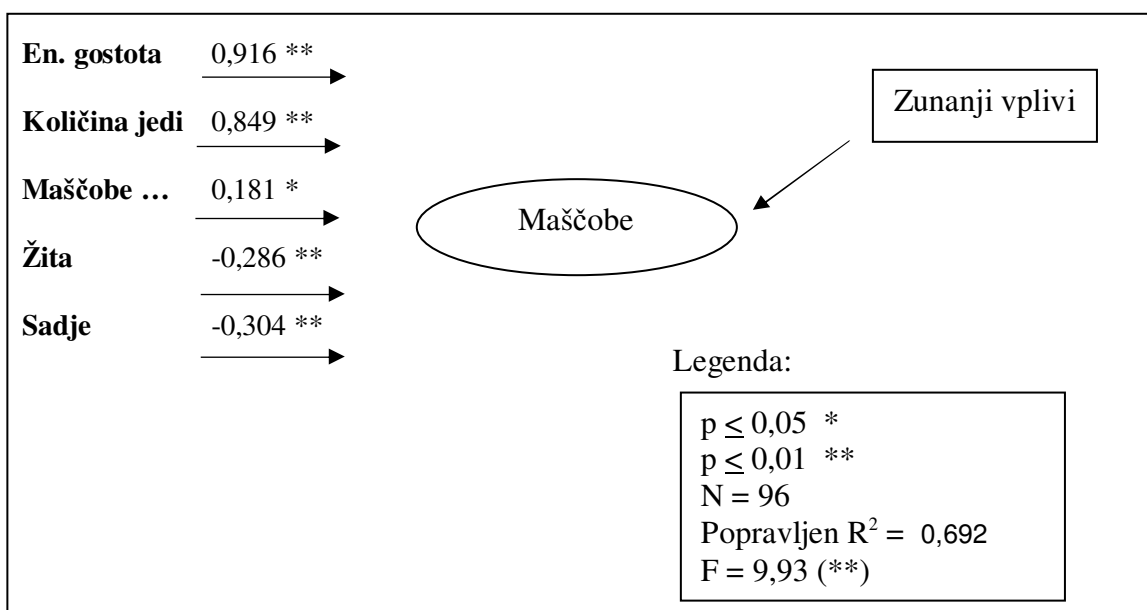 En. gostota 0,916 **
Količina jedi 0,849 **
Maščobe … 0,181 *
Žita -0,286 **
Sadje -0,304 **
Zunanji vplivi
Maščobe
Legenda:
p ≤ 0,05 *
p ≤ 0,01 **
N = 96
Popravljen R² = 0,692
F = 9,93 (**)